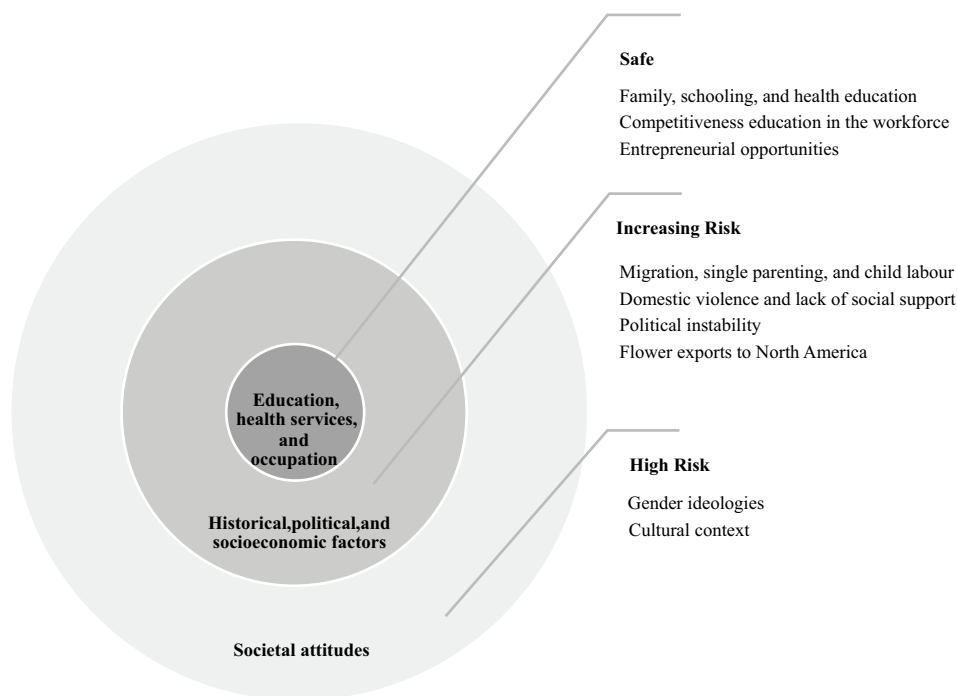 Safe
Family, schooling, and health education
Competitiveness education in the workforce
Entrepreneurial opportunities
Increasing Risk
Migration, single parenting, and child labour
Domestic violence and lack of social support
Political instability
Flower exports to North America
Education,
health services,
and
occupation
High Risk
Gender ideologies
Cultural context
Historical,political,and
socioeconomic factors
Societal attitudes